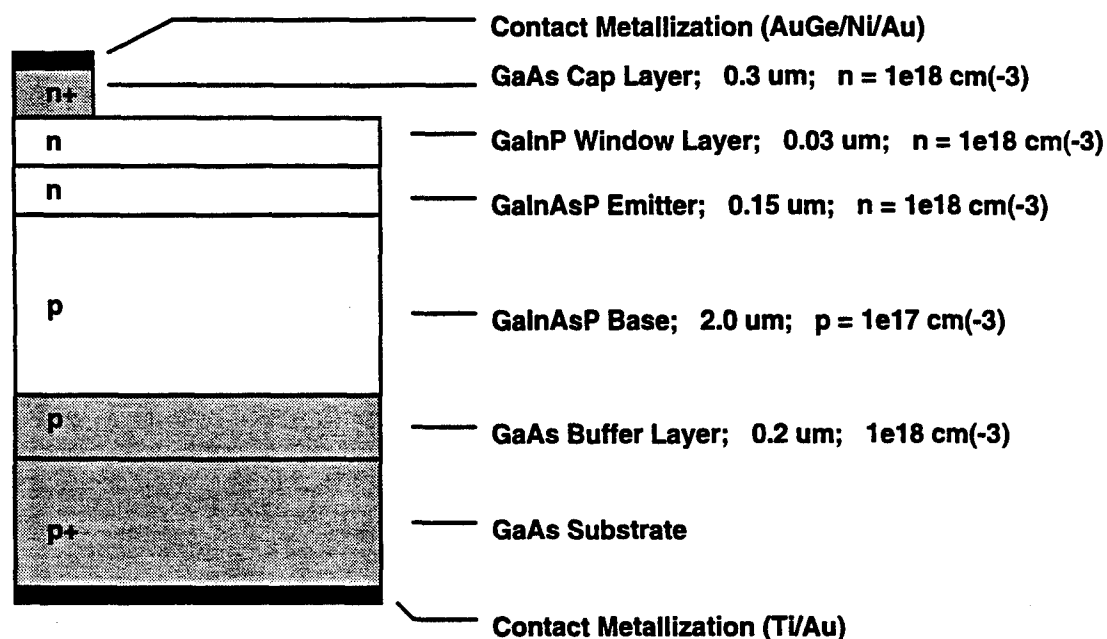 Contact Metallization (AuGe/Ni/Au)
n+
GaAs Cap Layer; 0.3 um; n = 1e18 cm(-3)
n
GaInP Window Layer; 0.03 um; n = 1e18 cm(-3)
n
GaInAsP Emitter; 0.15 um; n = 1e18 cm(-3)
p
GaInAsP Base; 2.0 um; p = 1e17 cm(-3)
p
GaAs Buffer Layer; 0.2 um; 1e18 cm(-3)
p+
GaAs Substrate
Contact Metallization (Ti/Au)